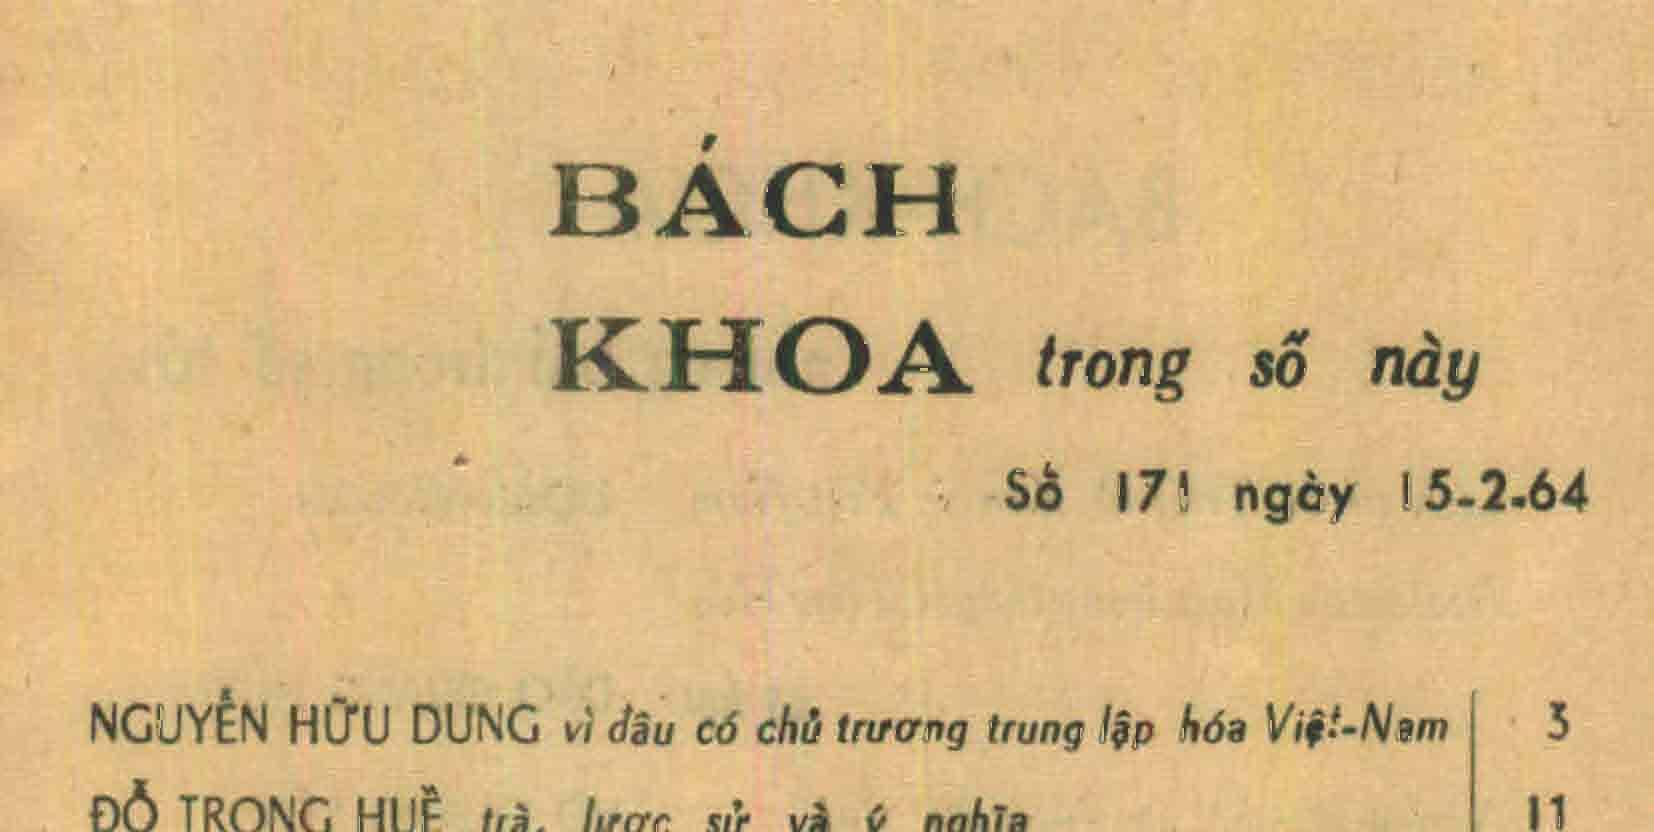 BÁCH
KHOA trong số này
Số 171 ngày 15-2-64
NGUYỄN HỮU DUNG vì đâu có chủ trương trung lập hóa Việt-Nam 3
ĐỖ TRỌNG HUỀ trà, lược sử và ý nghĩa 11